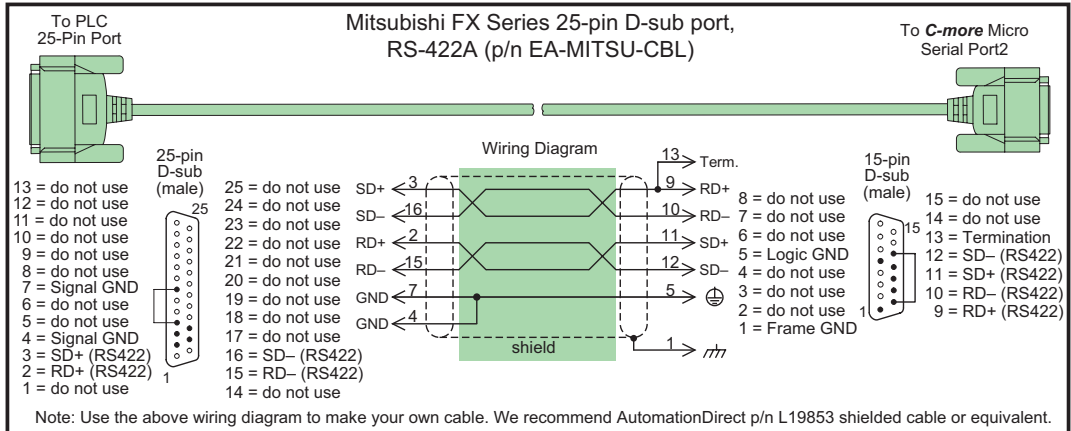 To PLC
25-Pin Port
Mitsubishi FX Series 25-pin D-sub port,
RS-422A (p/n EA-MITSU-CBL)
To C-more Micro
Serial Port2
25-pin
D-sub
(male)
13 = do not use
12 = do not use
11 = do not use
10 = do not use
9 = do not use
8 = do not use
7 = Signal GND
6 = do not use
5 = do not use
4 = Signal GND
3 = SD+ (RS422)
2 = RD+ (RS422)
1 = do not use
25
1
25 = do not use
24 = do not use
23 = do not use
22 = do not use
21 = do not use
20 = do not use
19 = do not use
18 = do not use
17 = do not use
16 = SD– (RS422)
15 = RD– (RS422)
14 = do not use
Wiring Diagram
13 Term.
SD+ 3 9 RD+
SD– 16 10 RD–
RD+ 2 11 SD+
RD– 15 12 SD–
GND 7 5
GND 4
shield
1
15-pin
D-sub
(male)
8 = do not use
7 = do not use
6 = do not use
5 = Logic GND
4 = do not use
3 = do not use
2 = do not use
1 = Frame GND
15
1
15 = do not use
14 = do not use
13 = Termination
12 = SD– (RS422)
11 = SD+ (RS422)
10 = RD– (RS422)
9 = RD+ (RS422)
Note: Use the above wiring diagram to make your own cable. We recommend AutomationDirect p/n L19853 shielded cable or equivalent.